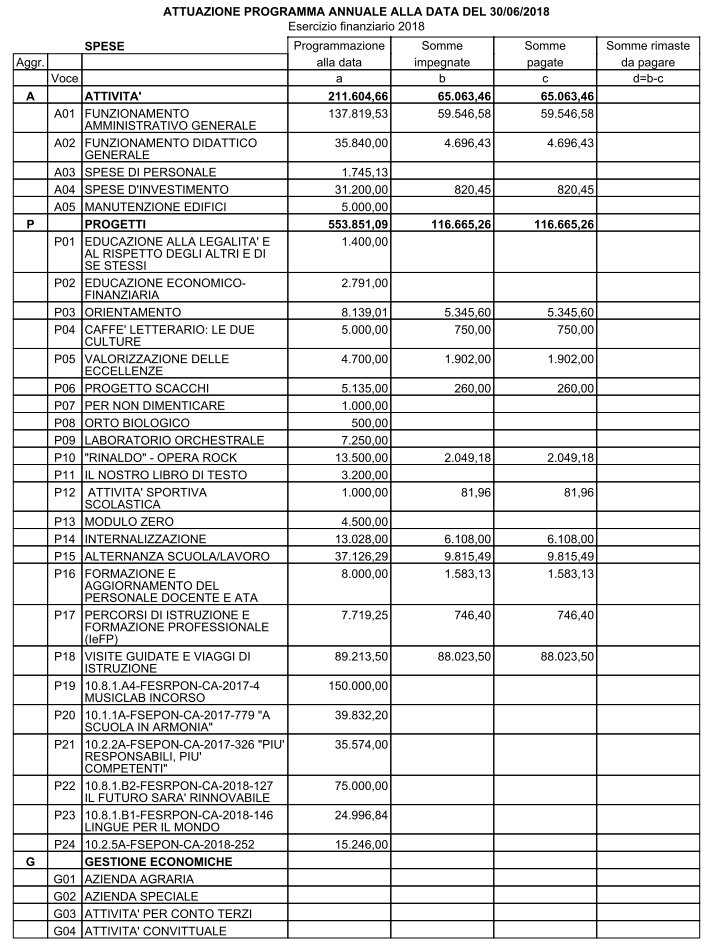 ATTUAZIONE PROGRAMMA ANNUALE ALLA DATA DEL 30/06/2018
Esercizio finanziario 2018
SPESE Programmazione Somme Somme Somme rimaste
Aggr. alla data impegnate pagate da pagare
Voce a b c d=b-c
A ATTIVITA' 211.604,66 65.063,46 65.063,46
A01 FUNZIONAMENTO 137.819,53 59.546,58 59.546,58
AMMINISTRATIVO GENERALE
A02 FUNZIONAMENTO DIDATTICO 35.840,00 4.696,43 4.696,43
GENERALE
A03 SPESE DI PERSONALE 1.745,13
A04 SPESE D'INVESTIMENTO 31.200,00 820,45 820,45
A05 MANUTENZIONE EDIFICI 5.000,00
P PROGETTI 553.851,09 116.665,26 116.665,26
P01 EDUCAZIONE ALLA LEGALITA' E 1.400,00
AL RISPETTO DEGLI ALTRI E DI
SE STESSI
P02 EDUCAZIONE ECONOMICO- 2.791,00
FINANZIARIA
P03 ORIENTAMENTO 8.139,01 5.345,60 5.345,60
P04 CAFFE' LETTERARIO: LE DUE 5.000,00 750,00 750,00
CULTURE
P05 VALORIZZAZIONE DELLE 4.700,00 1.902,00 1.902,00
ECCELLENZE
P06 PROGETTO SCACCHI 5.135,00 260,00 260,00
P07 PER NON DIMENTICARE 1.000,00
P08 ORTO BIOLOGICO 500,00
P09 LABORATORIO ORCHESTRALE 7.250,00
P10 "RINALDO" - OPERA ROCK 13.500,00 2.049,18 2.049,18
P11 IL NOSTRO LIBRO DI TESTO 3.200,00
P12 ATTIVITA' SPORTIVA 1.000,00 81,96 81,96
SCOLASTICA
P13 MODULO ZERO 4.500,00
P14 INTERNALIZZAZIONE 13.028,00 6.108,00 6.108,00
P15 ALTERNANZA SCUOLA/LAVORO 37.126,29 9.815,49 9.815,49
P16 FORMAZIONE E 8.000,00 1.583,13 1.583,13
AGGIORNAMENTO DEL
PERSONALE DOCENTE E ATA
P17 PERCORSI DI ISTRUZIONE E 7.719,25 746,40 746,40
FORMAZIONE PROFESSIONALE
(IeFP)
P18 VISITE GUIDATE E VIAGGI DI 89.213,50 88.023,50 88.023,50
ISTRUZIONE
P19 10.8.1.A4-FESRPON-CA-2017-4 150.000,00
MUSICLAB INCORSO
P20 10.1.1A-FSEPON-CA-2017-779 "A 39.832,20
SCUOLA IN ARMONIA"
P21 10.2.2A-FSEPON-CA-2017-326 "PIU' 35.574,00
RESPONSABILI, PIU'
COMPETENTI"
P22 10.8.1.B2-FESRPON-CA-2018-127 75.000,00
IL FUTURO SARA' RINNOVABILE
P23 10.8.1.B1-FESRPON-CA-2018-146 24.996,84
LINGUE PER IL MONDO
P24 10.2.5A-FSEPON-CA-2018-252 15.246,00
G GESTIONE ECONOMICHE
G01 AZIENDA AGRARIA
G02 AZIENDA SPECIALE
G03 ATTIVITA' PER CONTO TERZI
G04 ATTIVITA' CONVITTUALE